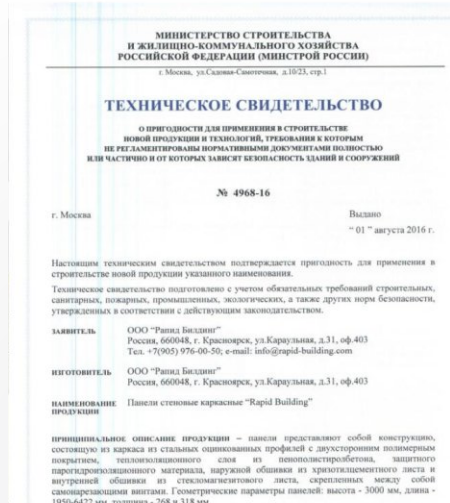 МИНИСТЕРСТВО СТРОИТЕЛЬСТВА
И ЖИЛИЩНО-КОММУНАЛЬНОГО ХОЗЯЙСТВА
РОССИЙСКОЙ ФЕДЕРАЦИИ (МИНСТРОЙ РОССИИ)
г. Москва, ул.Садовая-Самотечная, д.10/23, стр.1
ТЕХНИЧЕСКОЕ СВИДЕТЕЛЬСТВО
О ПРИГОДНОСТИ ДЛЯ ПРИМЕНЕНИЯ В СТРОИТЕЛЬСТВЕ
НОВОЙ ПРОДУКЦИИ И ТЕХНОЛОГИЙ, ТРЕБОВАНИЯ К КОТОРЫМ
НЕ РЕГЛАМЕНТИРОВАНЫ НОРМАТИВНЫМИ ДОКУМЕНТАМИ ПОЛНОСТЬЮ
ИЛИ ЧАСТИЧНО И ОТ КОТОРЫХ ЗАВИСЯТ БЕЗОПАСНОСТЬ ЗДАНИЙ И СООРУЖЕНИЙ
№ 4968-16
г. Москва Выдано
“ 01 ” августа 2016 г.
Настоящим техническим свидетельством подтверждается пригодность для применения в
строительстве новой продукции указанного наименования.
Техническое свидетельство подготовлено с учетом обязательных требований строительных,
санитарных, пожарных, промышленных, экологических, а также других норм безопасности,
утвержденных в соответствии с действующим законодательством.
ЗАЯВИТЕЛЬ ООО “Рапид Билдинг”
Россия, 660048, г. Красноярск, ул.Караульная, д.31, оф.403
Тел. +7(905) 976-00-50; e-mail: info@rapid-building.com
ИЗГОТОВИТЕЛЬ ООО “Рапид Билдинг”
Россия, 660048, г. Красноярск, ул.Караульная, д.31, оф.403
НАИМЕНОВАНИЕ Панели стеновые каркасные “Rapid Building”
ПРОДУКЦИИ
ПРИНЦИПИАЛЬНОЕ ОПИСАНИЕ ПРОДУКЦИИ – панели представляют собой конструкцию,
состоящую из каркаса из стальных оцинкованных профилей с двухсторонним полимерным
покрытием, теплоизоляционного слоя из пенополистиролбетона, защитного
парогидроизоляционного материала, наружной обшивки из хризотилцементного листа и
внутренней обшивки из стекломагнезитового листа, скрепленных между собой
самонарезающими винтами. Геометрические параметры панелей: высота - 3000 мм, длина -
1950-6422 мм, толщина - 268 и 318 мм.